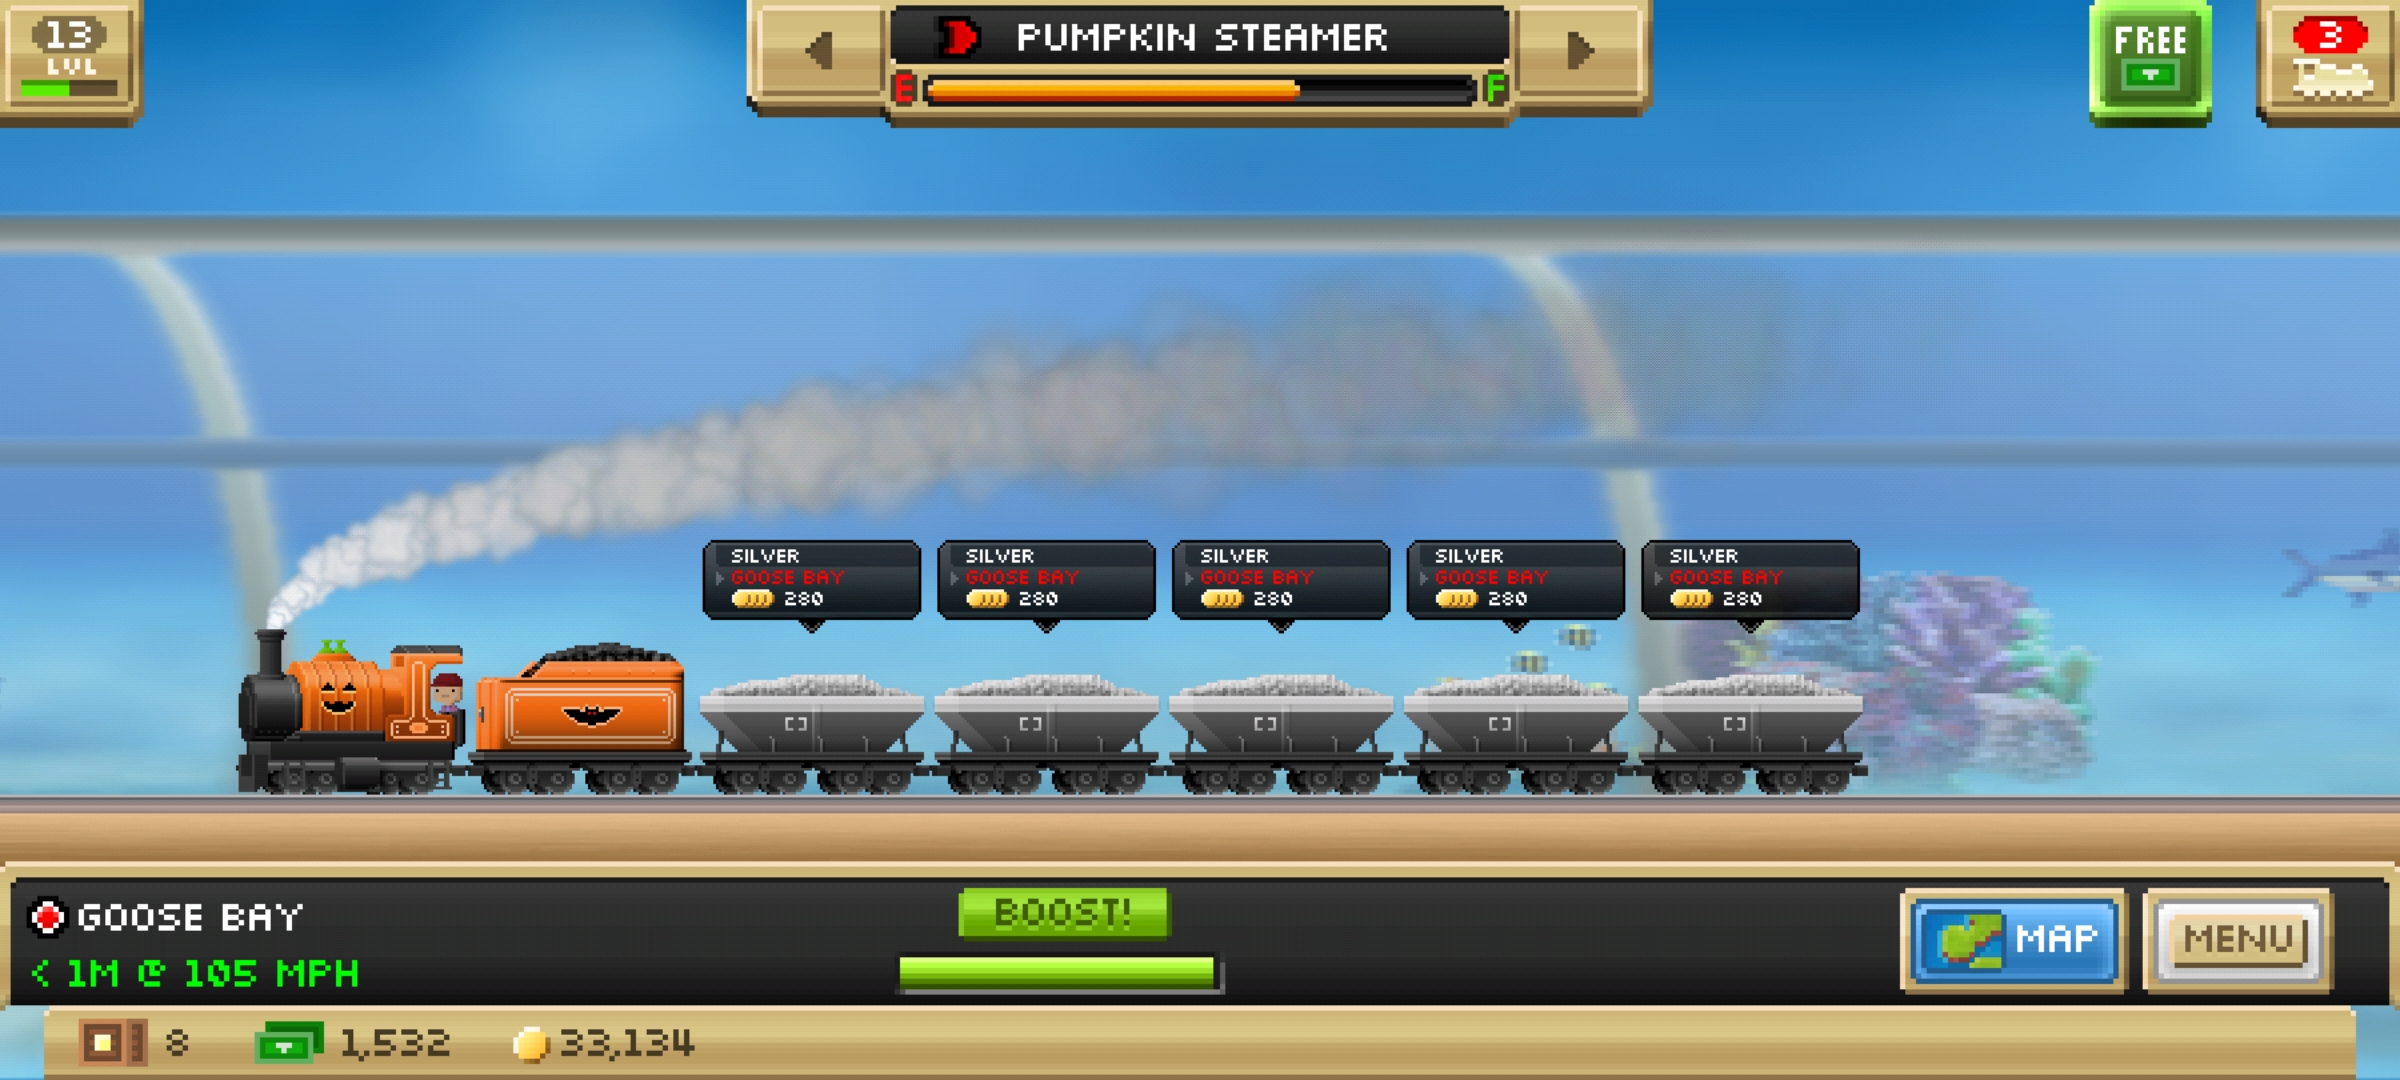 13
LVL
PUMPKIN STEAMER
E F
FREE
3
SILVER
GOOSE BAY
280
SILVER
GOOSE BAY
280
SILVER
GOOSE BAY
280
SILVER
GOOSE BAY
280
SILVER
GOOSE BAY
280
GOOSE BAY
< 1M @ 105 MPH
BOOST!
MAP
MENU
8
1,532
33,134